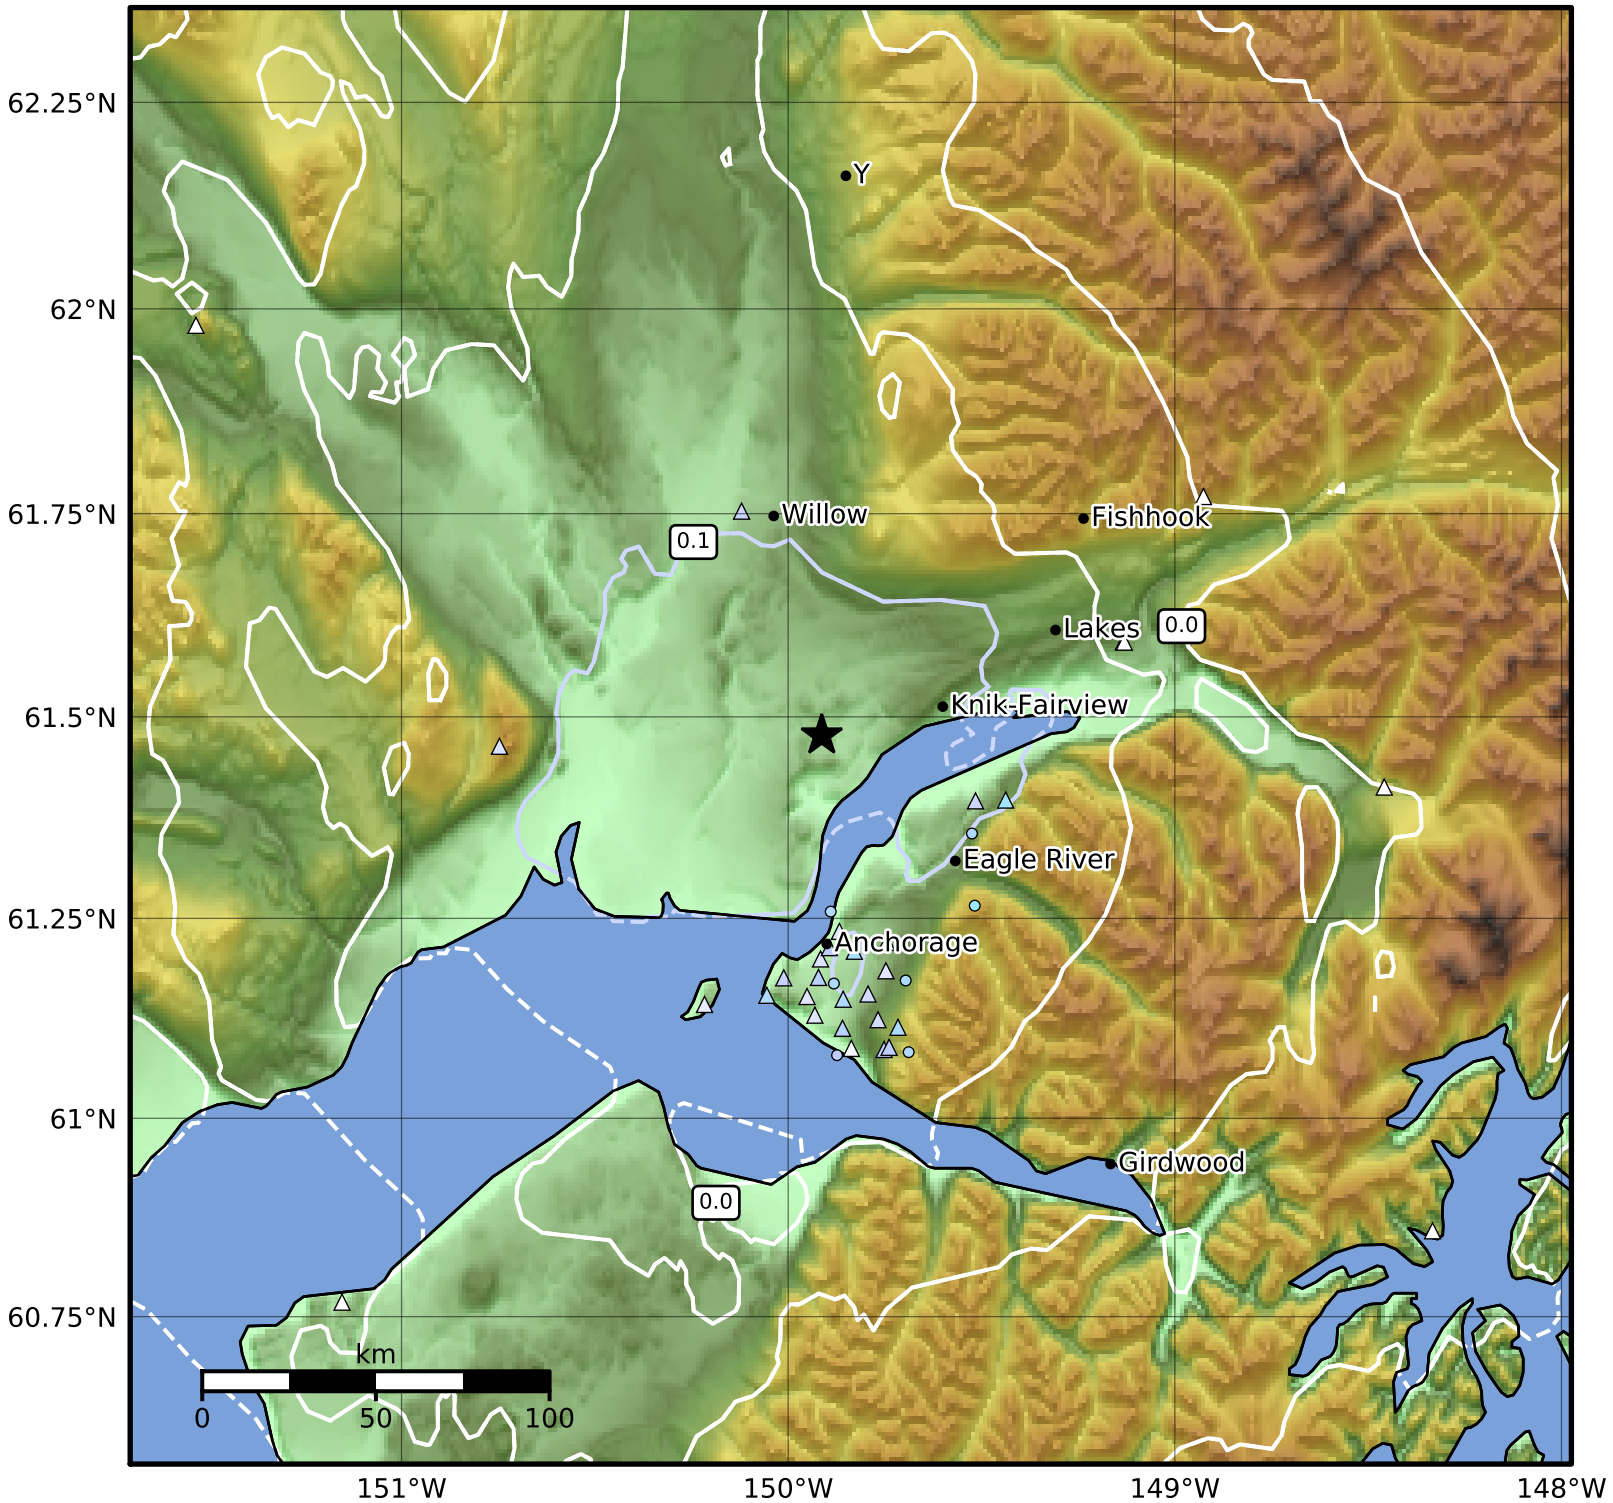 62.25°N
Y
62°N
61.75°N
Willow
Fishhook
0.1
Lakes
0.0
61.5°N
Knik-Fairview
Eagle River
61.25°N
Anchorage
61°N
Girdwood
0.0
60.75°N
km
0 50 100
151°W 150°W 149°W 148°W